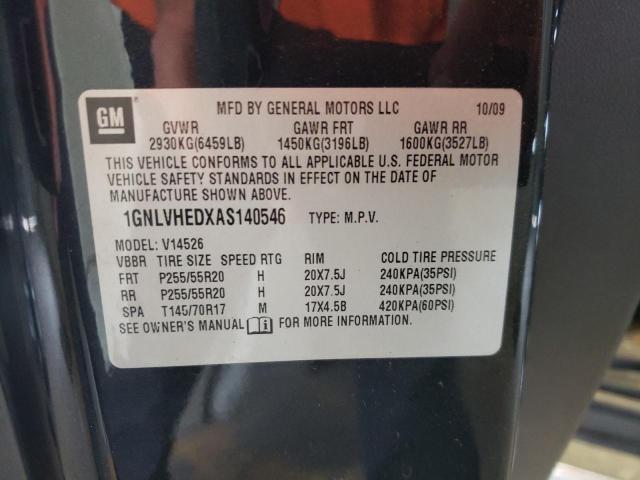 GM
MFD BY GENERAL MOTORS LLC 10/09
GVWR GAWR FRT GAWR RR
2930KG(6459LB) 1450KG(3196LB) 1600KG(3527LB)
THIS VEHICLE CONFORMS TO ALL APPLICABLE U.S. FEDERAL MOTOR
VEHICLE SAFETY STANDARDS IN EFFECT ON THE DATE OF
MANUFACTURE SHOWN ABOVE.
1GNLVHEDXAS140546 TYPE: M.P.V.
MODEL: V14526
VBBR TIRE SIZE SPEED RTG RIM COLD TIRE PRESSURE
FRT P255/55R20 H 20X7.5J 240KPA(35PSI)
RR P255/55R20 H 20X7.5J 240KPA(35PSI)
SPA T145/70R17 M 17X4.5B 420KPA(60PSI)
SEE OWNER'S MANUAL FOR MORE INFORMATION.